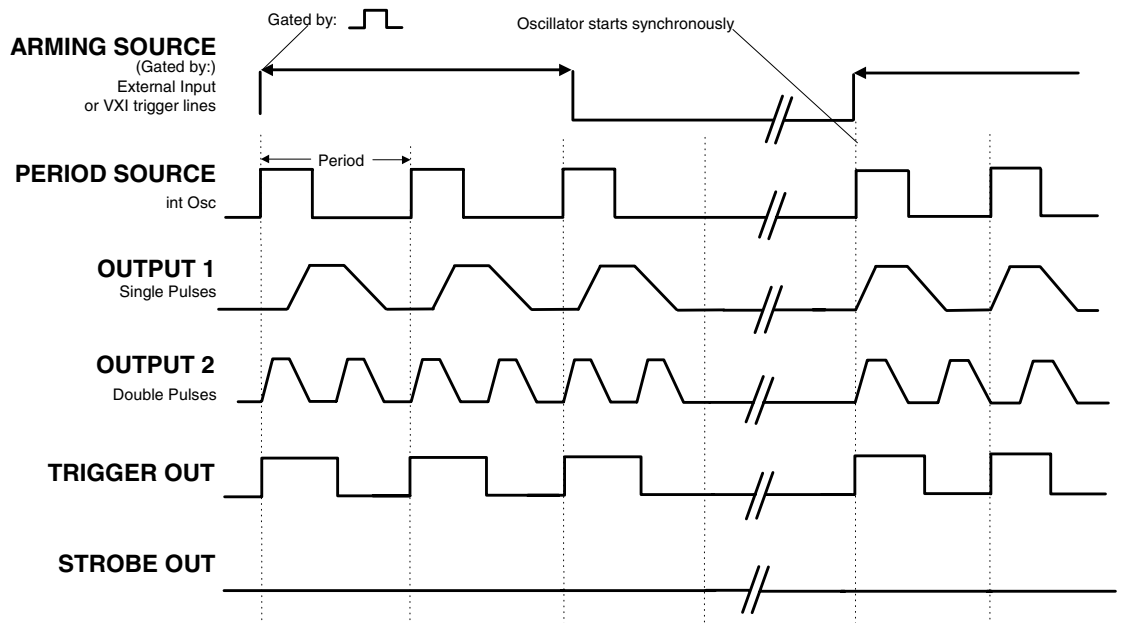 Gated by:
Oscillator starts synchronously
ARMING SOURCE
(Gated by:)
External Input
or VXI trigger lines
Period
PERIOD SOURCE
int Osc
OUTPUT 1
Single Pulses
OUTPUT 2
Double Pulses
TRIGGER OUT
STROBE OUT